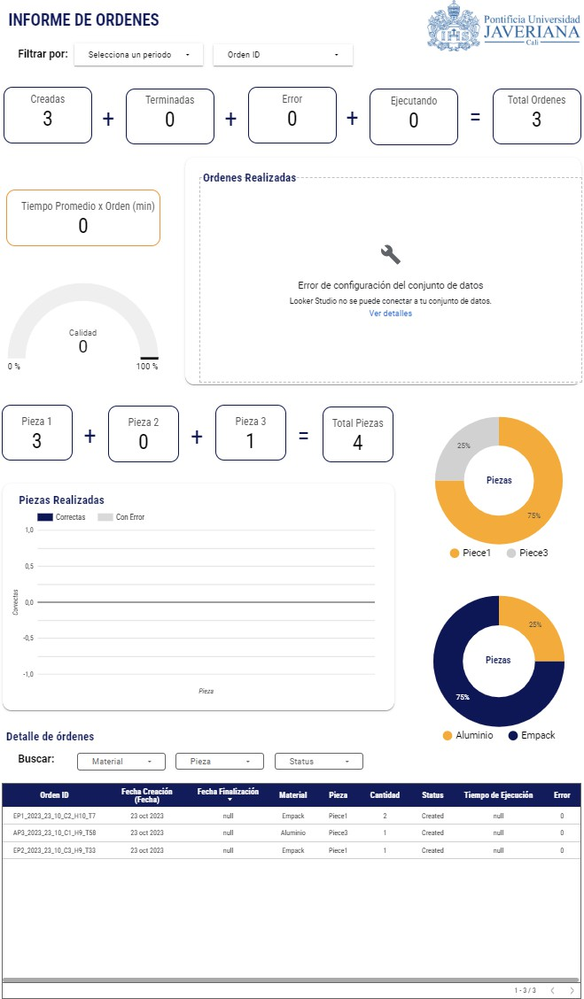 INFORME DE ORDENES
Pontificia Universidad
JAVERIANA
Cali
Filtrar por:
Selecciona un periodo
Orden ID
Creadas
3
+
Terminadas
0
+
Error
0
+
Ejecutando
0
=
Total Ordenes
3
Tiempo Promedio x Orden (min)
0
Calidad
0
0 %
100 %
Ordenes Realizadas
Error de configuración del conjunto de datos
Looker Studio no se puede conectar a tu conjunto de datos.
Ver detalles
Pieza 1
3
+
Pieza 2
0
+
Pieza 3
1
=
Total Piezas
4
25%
Piezas
75%
Piece1
Piece3
Piezas Realizadas
Correctas
Con Error
1,0
0,5
0,0
-0,5
-1,0
Correctas
Pieza
25%
Piezas
75%
Aluminio
Empack
Detalle de órdenes
Buscar:
Material
Pieza
Status
Orden ID Fecha Creación (Fecha) Fecha Finalización Material Pieza Cantidad Status Tiempo de Ejecución Error
EP1_2023_23_10_C2_H10_T7 23 oct 2023 null Empack Piece1 2 Created null 0
AP3_2023_23_10_C1_H9_T58 23 oct 2023 null Aluminio Piece3 1 Created null 0
EP2_2023_23_10_C3_H9_T33 23 oct 2023 null Empack Piece1 1 Created null 0
1 - 3 / 3